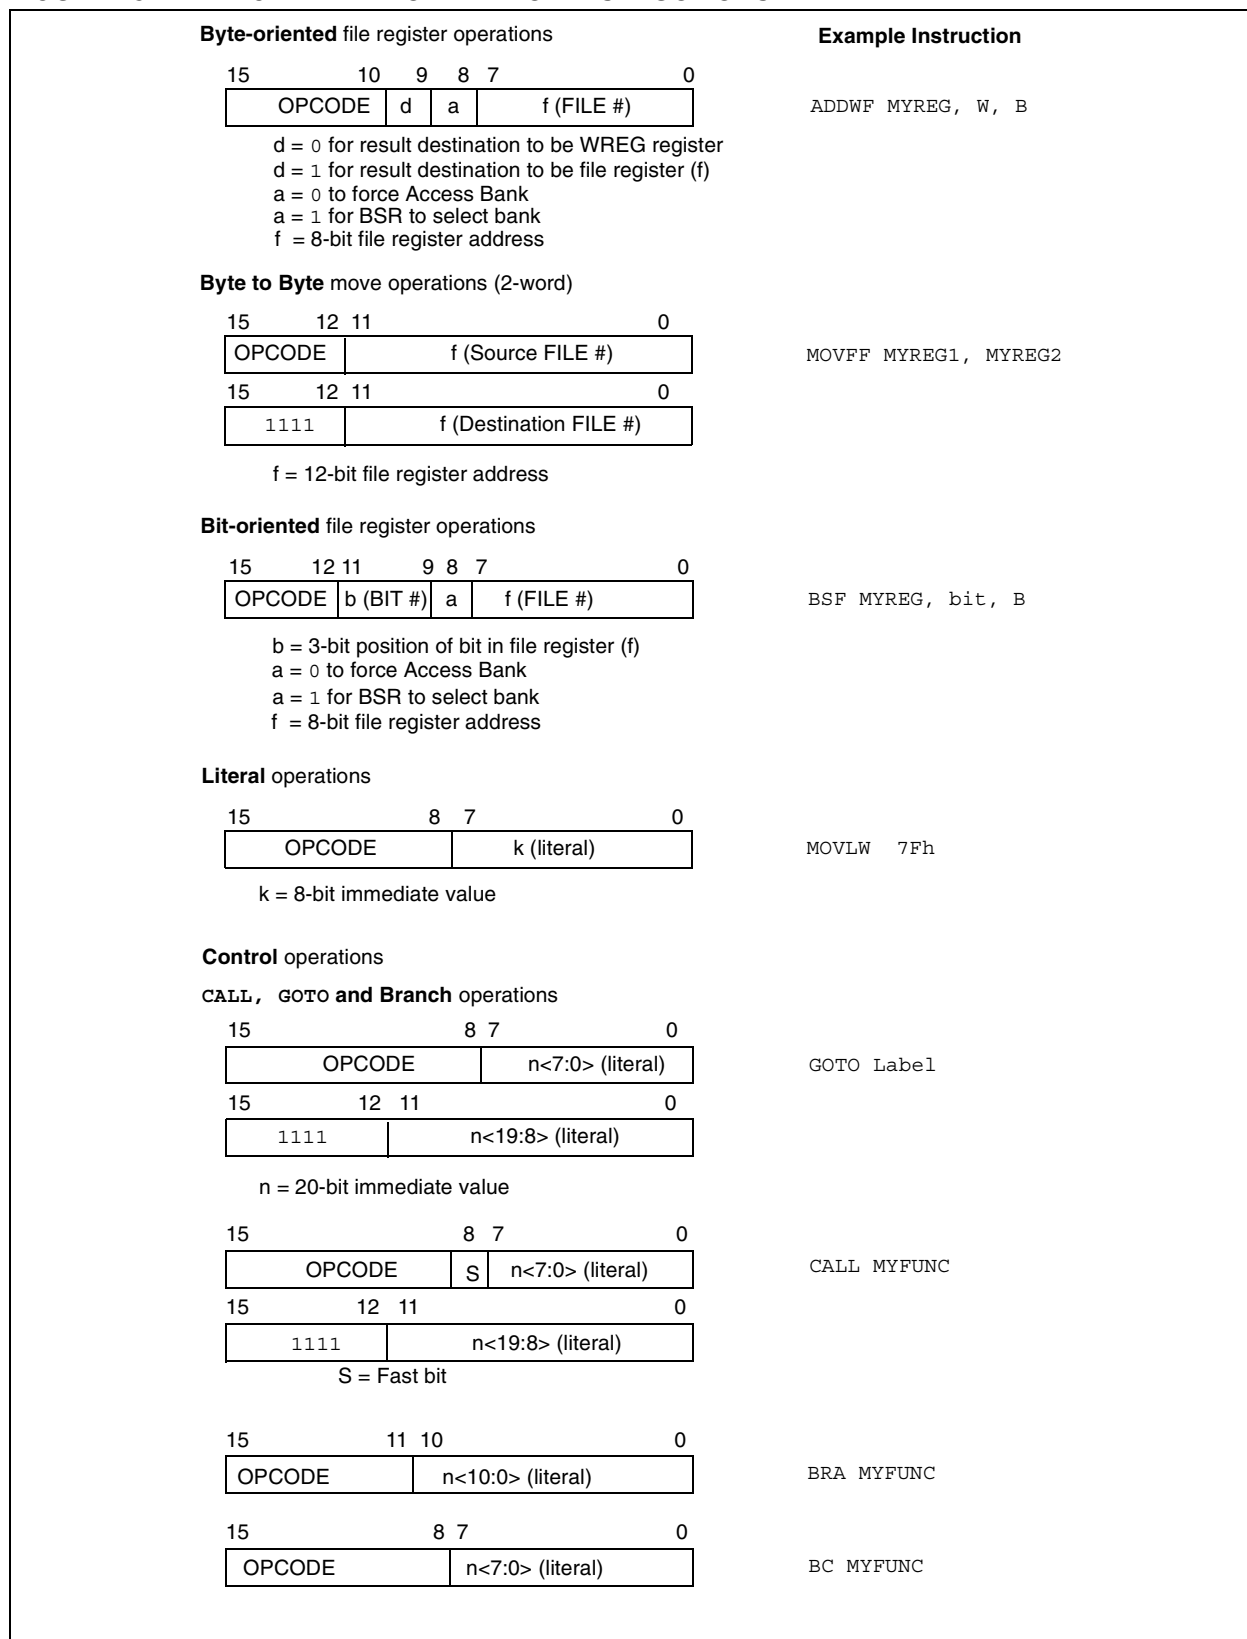 Byte-oriented file register operations Example Instruction
15 10 9 8 7 0
OPCODE d a f (FILE #) ADDWF MYREG, W, B
d = 0 for result destination to be WREG register
d = 1 for result destination to be file register (f)
a = 0 to force Access Bank
a = 1 for BSR to select bank
f = 8-bit file register address
Byte to Byte move operations (2-word)
15 12 11 0
OPCODE f (Source FILE #) MOVFF MYREG1, MYREG2
15 12 11 0
1111 f (Destination FILE #)
f = 12-bit file register address
Bit-oriented file register operations
15 12 11 9 8 7 0
OPCODE b (BIT #) a f (FILE #) BSF MYREG, bit, B
b = 3-bit position of bit in file register (f)
a = 0 to force Access Bank
a = 1 for BSR to select bank
f = 8-bit file register address
Literal operations
15 8 7 0
OPCODE k (literal) MOVLW 7Fh
k = 8-bit immediate value
Control operations
CALL, GOTO and Branch operations
15 8 7 0
OPCODE n<7:0> (literal) GOTO Label
15 12 11 0
1111 n<19:8> (literal)
n = 20-bit immediate value
15 8 7 0
OPCODE S n<7:0> (literal) CALL MYFUNC
15 12 11 0
1111 n<19:8> (literal)
S = Fast bit
15 11 10 0
OPCODE n<10:0> (literal) BRA MYFUNC
15 8 7 0
OPCODE n<7:0> (literal) BC MYFUNC